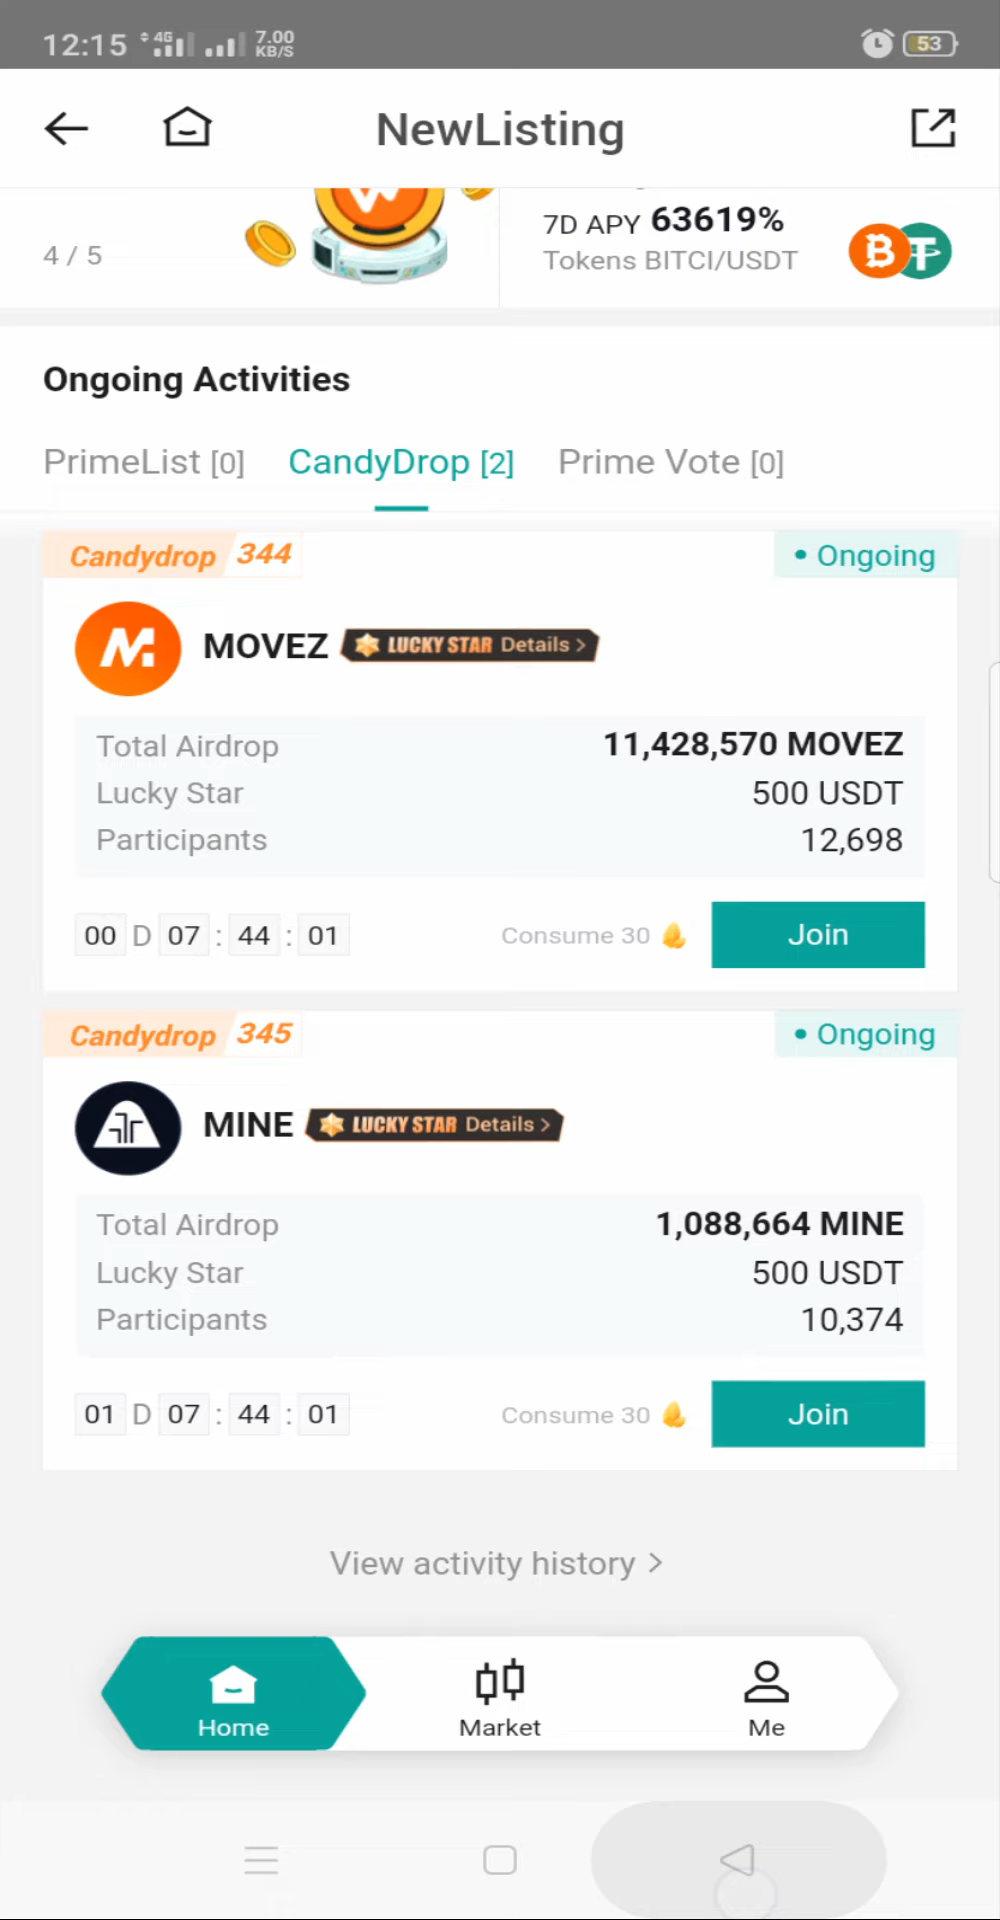 12:15 4G 7.00 KB/S 53
NewListing
4 / 5
7D APY 63619%
Tokens BITCI/USDT
Ongoing Activities
PrimeList [0] CandyDrop [2] Prime Vote [0]
Candydrop 344 • Ongoing
MOVEZ LUCKY STAR Details >
Total Airdrop 11,428,570 MOVEZ
Lucky Star 500 USDT
Participants 12,698
00 D 07 : 44 : 01 Consume 30 Join
Candydrop 345 • Ongoing
MINE LUCKY STAR Details >
Total Airdrop 1,088,664 MINE
Lucky Star 500 USDT
Participants 10,374
01 D 07 : 44 : 01 Consume 30 Join
View activity history >
Home Market Me